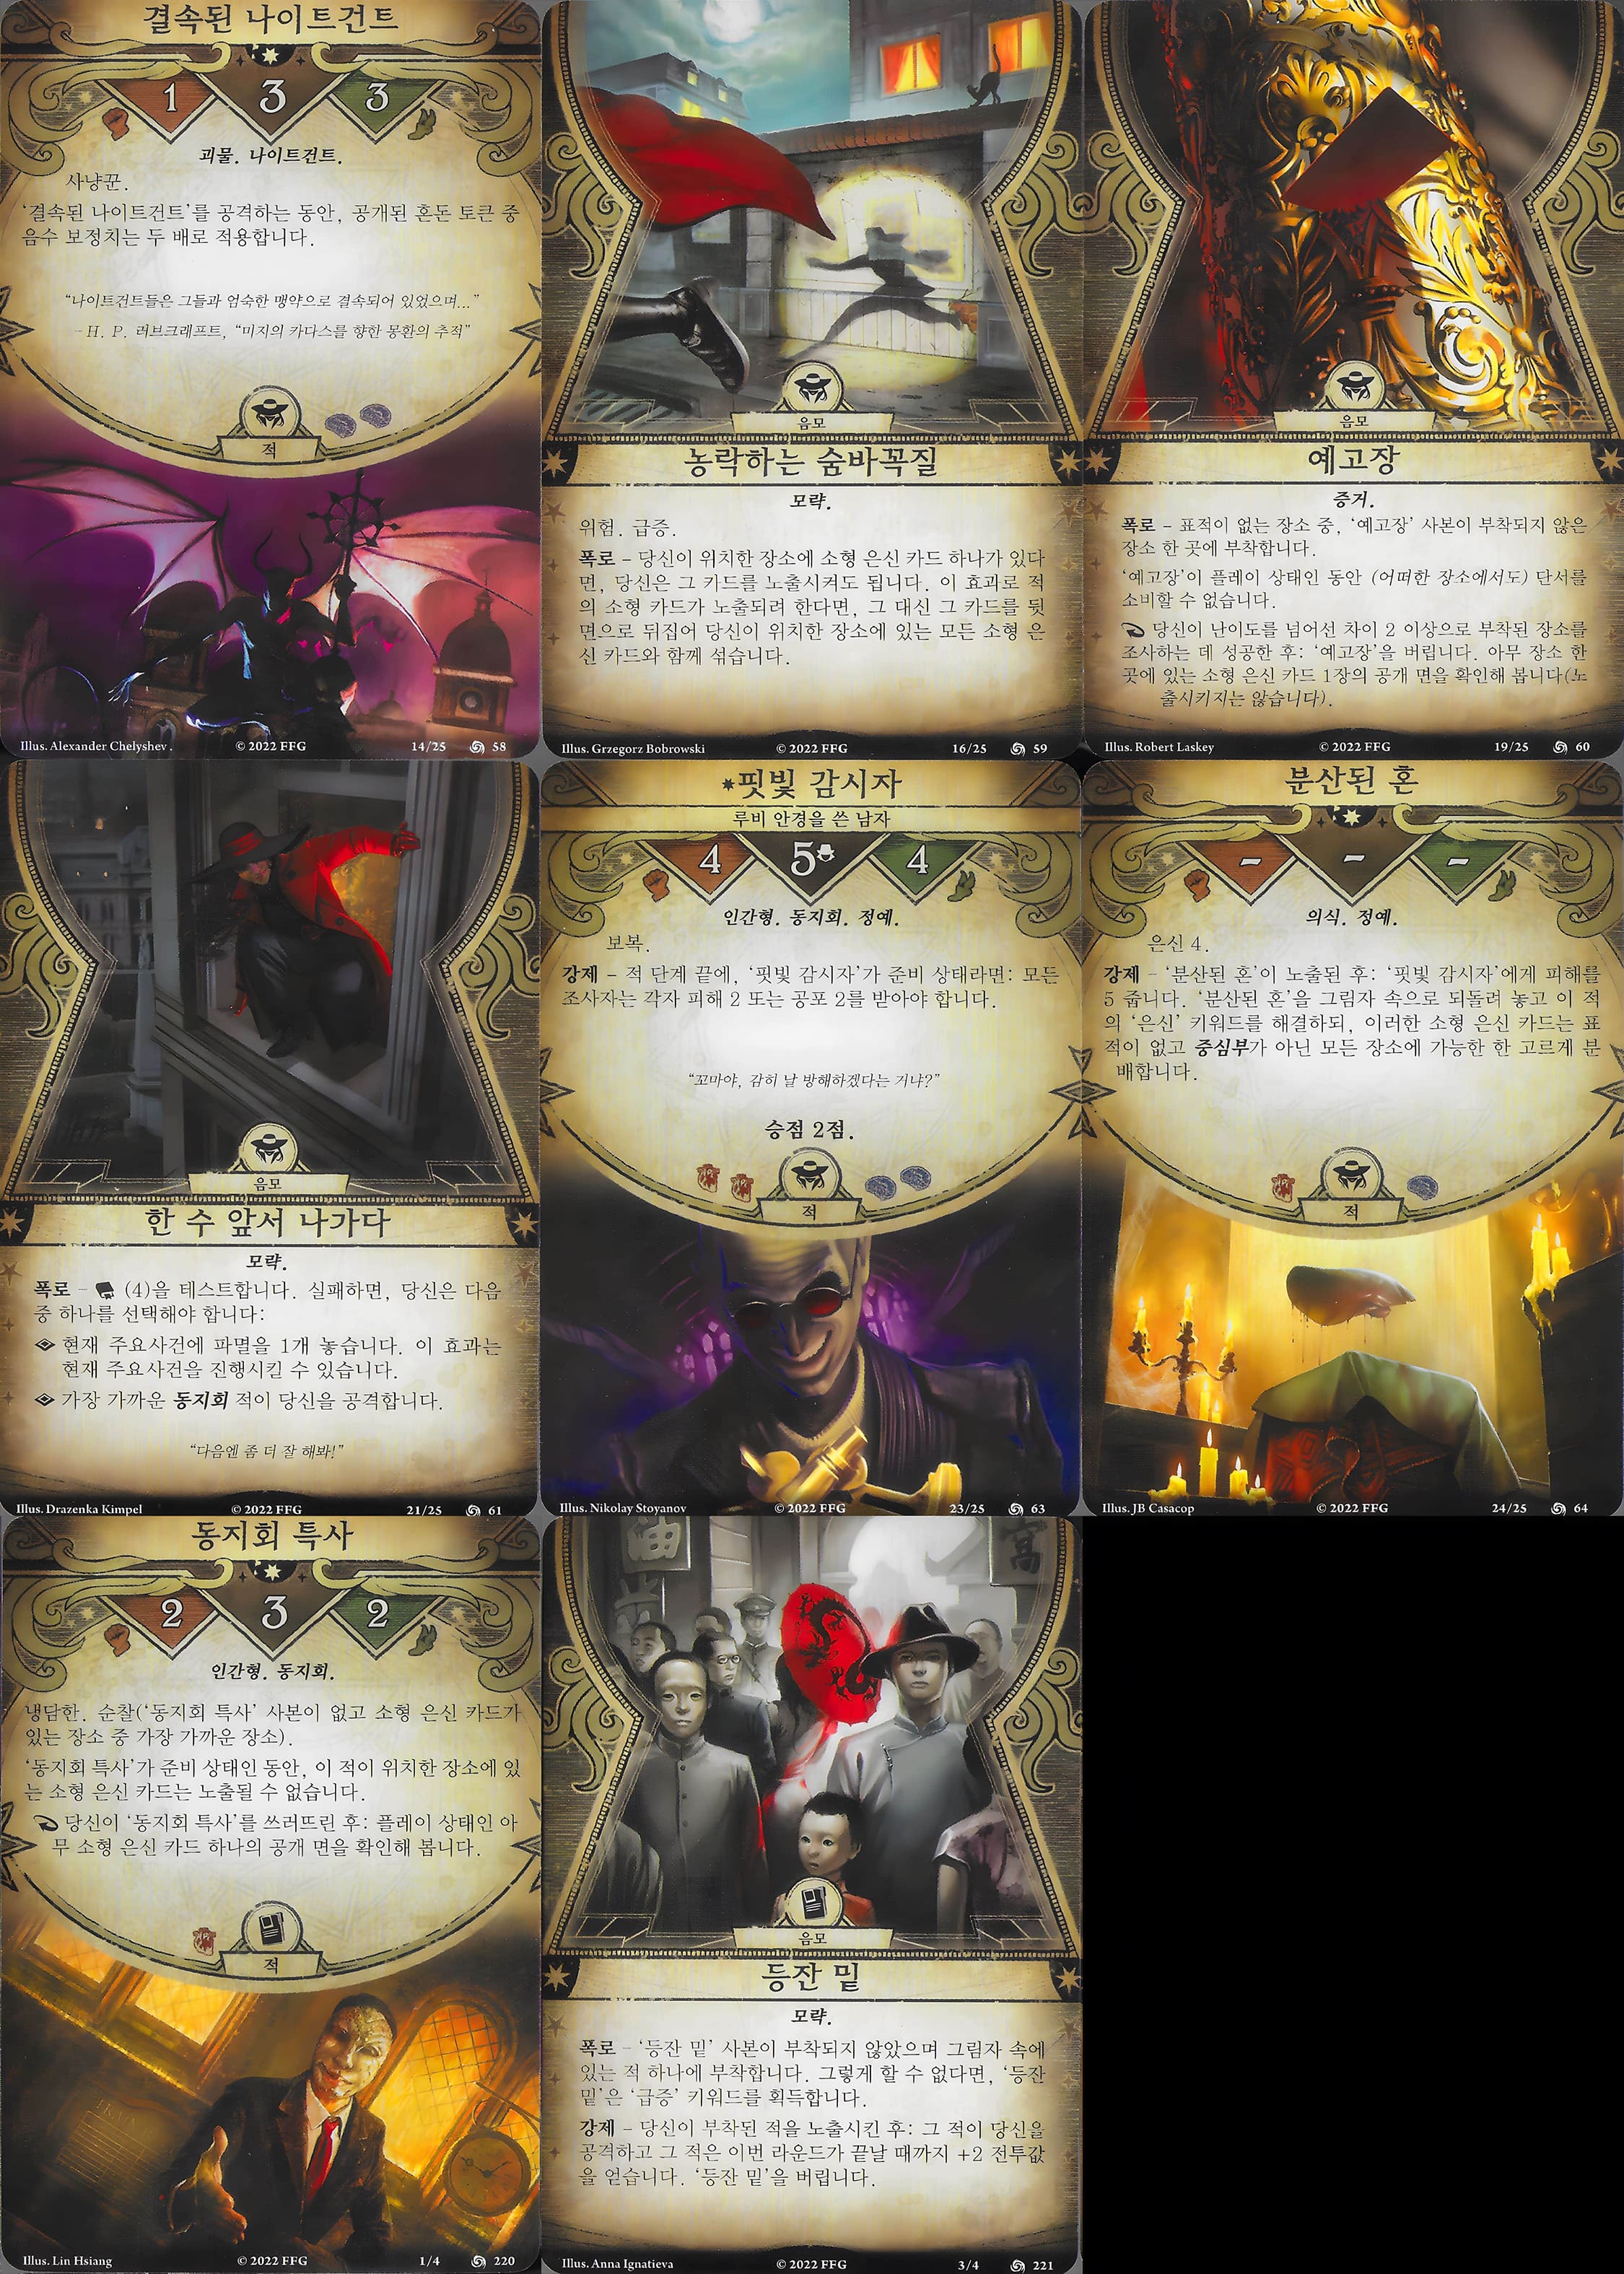 결속된 나이트건트
1 3 3
괴물. 나이트건트.
사냥꾼.
‘결속된 나이트건트’를 공격하는 동안, 공개된 혼돈 토큰 중
음수 보정치는 두 배로 적용합니다.
“나이트건트들은 그들과 엄숙한 맹약으로 결속되어 있었으며...”
- H. P. 러브크래프트, “미지의 카다스를 향한 몽환의 추적”
적
Illus. Alexander Chelyshev. © 2022 FFG 14/25 58
음모
농락하는 숨바꼭질
모략.
위험. 급증.
폭로 – 당신이 위치한 장소에 소형 은신 카드 하나가 있다
면, 당신은 그 카드를 노출시켜도 됩니다. 이 효과로 적
의 소형 카드가 노출되려 한다면, 그 대신 그 카드를 뒷
면으로 뒤집어 당신이 위치한 장소에 있는 모든 소형 은
신 카드와 함께 섞습니다.
Illus. Grzegorz Bobrowski © 2022 FFG 16/25 59
음모
예고장
증거.
폭로 – 표적이 없는 장소 중, ‘예고장’ 사본이 부착되지 않은
장소 한 곳에 부착합니다.
‘예고장’이 플레이 상태인 동안 (어떠한 장소에서도) 단서를
소비할 수 없습니다.
당신이 난이도를 넘어선 차이 2 이상으로 부착된 장소를
조사하는 데 성공한 후: ‘예고장’을 버립니다. 아무 장소 한
곳에 있는 소형 은신 카드 1장의 공개 면을 확인해 봅니다(노
출시키지는 않습니다).
Illus. Robert Laskey © 2022 FFG 19/25 60
음모
한 수 앞서 나가다
모략.
폭로 – (4)을 테스트합니다. 실패하면, 당신은 다음
중 하나를 선택해야 합니다:
현재 주요사건에 파멸을 1개 놓습니다. 이 효과는
현재 주요사건을 진행시킬 수 있습니다.
가장 가까운 동지회 적이 당신을 공격합니다.
“다음엔 좀 더 잘 해봐!”
Illus. Drazenka Kimpel © 2022 FFG 21/25 61
핏빛 감시자
루비 안경을 쓴 남자
4 5 4
인간형. 동지회. 정예.
보복.
강제 – 적 단계 끝에, ‘핏빛 감시자’가 준비 상태라면: 모든
조사자는 각자 피해 2 또는 공포 2를 받아야 합니다.
“꼬마야, 감히 날 방해하겠다는 거냐?”
승점 2점.
적
Illus. Nikolay Stoyanov © 2022 FFG 23/25 63
분산된 혼
- - -
의식. 정예.
은신 4.
강제 – ‘분산된 혼’이 노출된 후: ‘핏빛 감시자’에게 피해를
5 줍니다. ‘분산된 혼’을 그림자 속으로 되돌려 놓고 이 적
의 ‘은신’ 키워드를 해결하되, 이러한 소형 은신 카드는 표
적이 없고 중심부가 아닌 모든 장소에 가능한 한 고르게 분
배합니다.
적
Illus. JB Casacop © 2022 FFG 24/25 64
동지회 특사
2 3 2
인간형. 동지회.
냉담한. 순찰(‘동지회 특사’ 사본이 없고 소형 은신 카드가
있는 장소 중 가장 가까운 장소).
‘동지회 특사’가 준비 상태인 동안, 이 적이 위치한 장소에 있
는 소형 은신 카드는 노출될 수 없습니다.
당신이 ‘동지회 특사’를 쓰러뜨린 후: 플레이 상태인 아
무 소형 은신 카드 하나의 공개 면을 확인해 봅니다.
적
Illus. Lin Hsiang © 2022 FFG 1/4 220
油
음모
등잔 밑
모략.
폭로 – ‘등잔 밑’ 사본이 부착되지 않았으며 그림자 속에
있는 적 하나에 부착합니다. 그렇게 할 수 없다면, ‘등잔
밑’은 ‘급증’ 키워드를 획득합니다.
강제 – 당신이 부착된 적을 노출시킨 후: 그 적이 당신을
공격하고 그 적은 이번 라운드가 끝날 때까지 +2 전투값
을 얻습니다. ‘등잔 밑’을 버립니다.
Illus. Anna Ignatieva © 2022 FFG 3/4 221